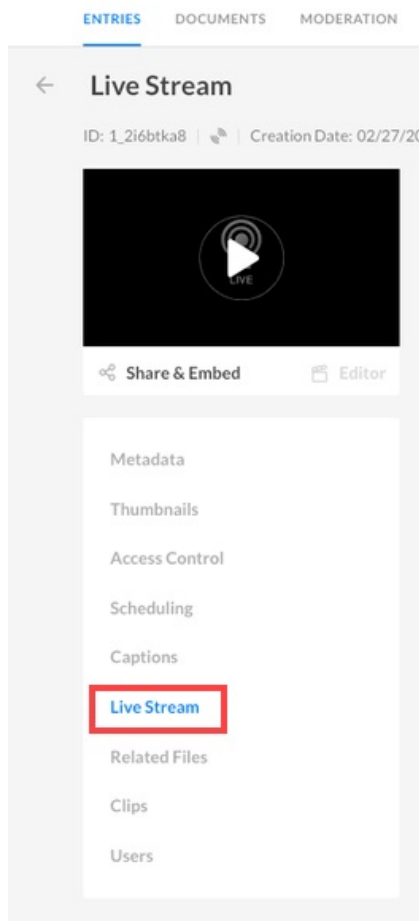 ENTRIES DOCUMENTS MODERATION
Live Stream
ID: 1_2i6btka8 | Creation Date: 02/27/20
LIVE
Share & Embed Editor
Metadata
Thumbnails
Access Control
Scheduling
Captions
Live Stream
Related Files
Clips
Users